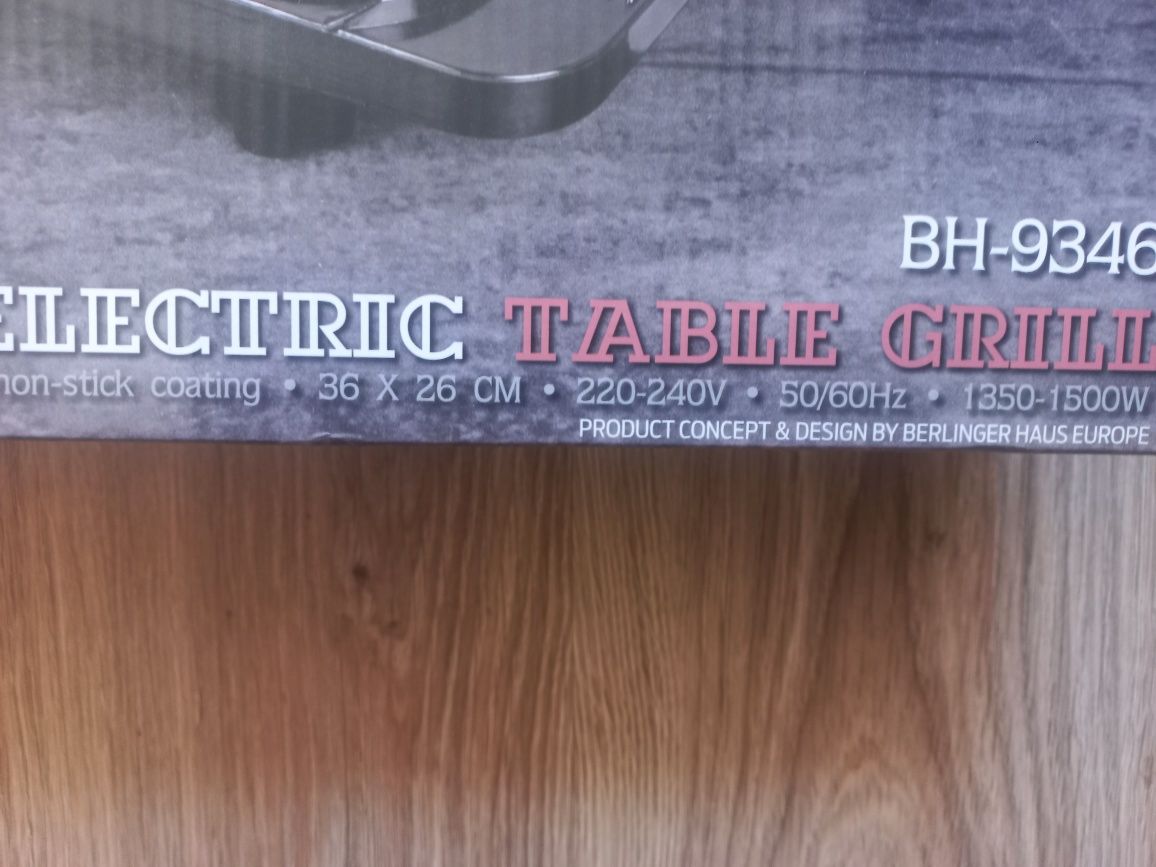 BH-9346
ELECTRIC TABLE GRILL
non-stick coating • 36 X 26 CM • 220-240V • 50/60Hz • 1350-1500W
PRODUCT CONCEPT & DESIGN BY BERLINGER HAUS EUROPE